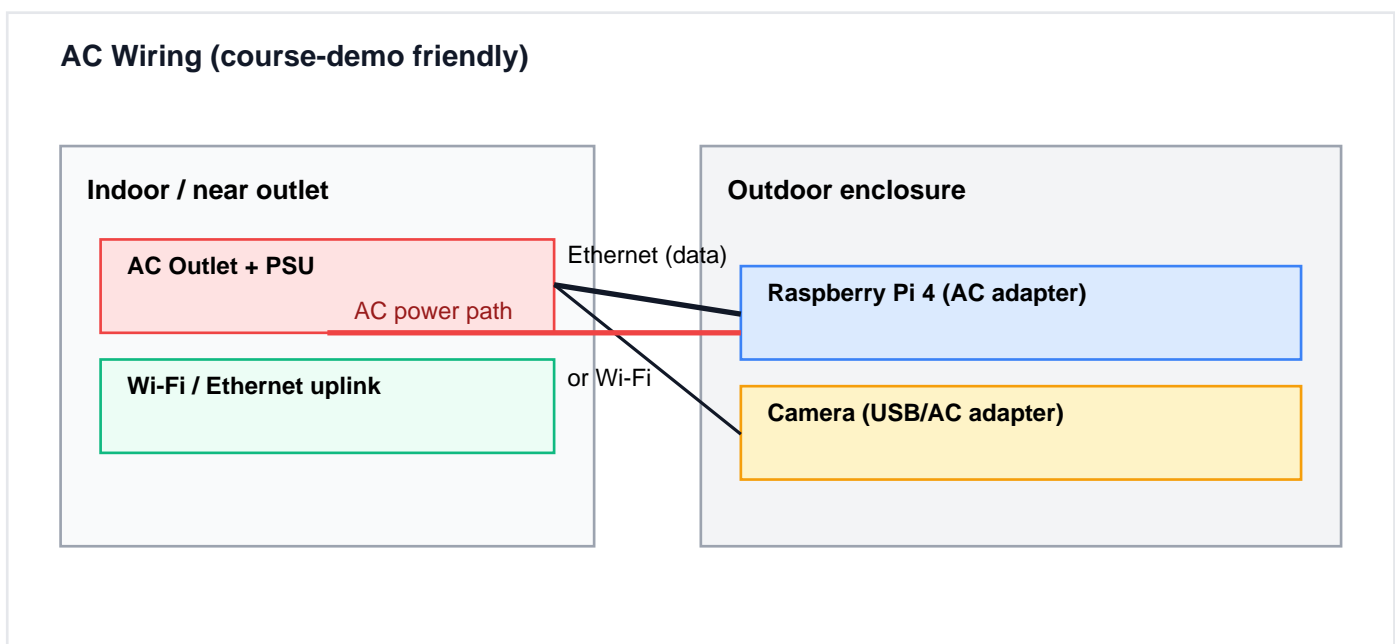 AC Wiring (course-demo friendly)
Indoor / near outlet
AC Outlet + PSU
AC power path
Wi-Fi / Ethernet uplink
Ethernet (data)
or Wi-Fi
Outdoor enclosure
Raspberry Pi 4 (AC adapter)
Camera (USB/AC adapter)